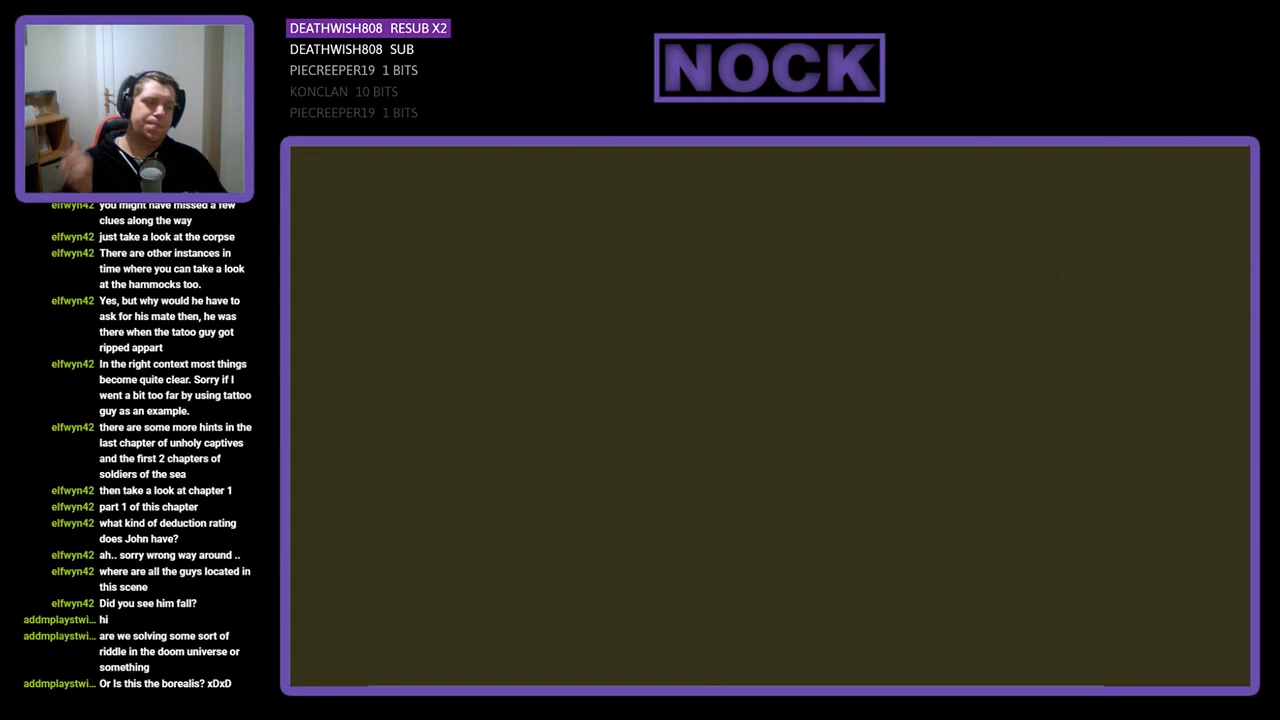 DEATHWISH808 RESUB X2
DEATHWISH808 SUB
PIECREEPER19 1 BITS
KONCLAN 10 BITS
PIECREEPER19 1 BITS
NOCK
elfwyn42 you might have missed a few
clues along the way
elfwyn42 just take a look at the corpse
elfwyn42 There are other instances in
time where you can take a look
at the hammocks too.
elfwyn42 Yes, but why would he have to
ask for his mate then, he was
there when the tatoo guy got
ripped appart
elfwyn42 In the right context most things
become quite clear. Sorry if I
went a bit too far by using tattoo
guy as an example.
elfwyn42 there are some more hints in the
last chapter of unholy captives
and the first 2 chapters of
soldiers of the sea
elfwyn42 then take a look at chapter 1
elfwyn42 part 1 of this chapter
elfwyn42 what kind of deduction rating
does John have?
elfwyn42 ah.. sorry wrong way around ..
elfwyn42 where are all the guys located in
this scene
elfwyn42 Did you see him fall?
addmplaystwi... hi
addmplaystwi... are we solving some sort of
riddle in the doom universe or
something
addmplaystwi... Or Is this the borealis? xDxD